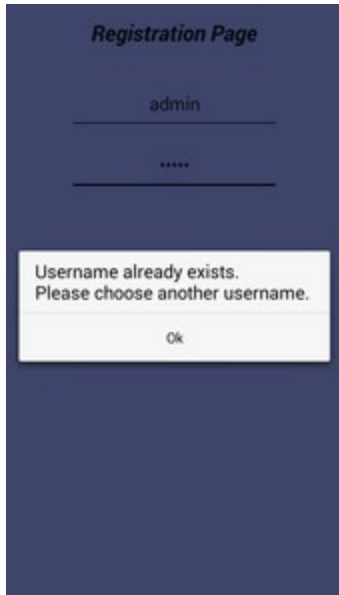 Registration Page
admin
•••••
Username already exists.
Please choose another username.
Ok